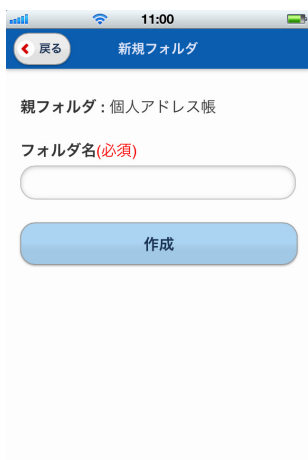 11:00
戻る
新規フォルダ
親フォルダ : 個人アドレス帳
フォルダ名(必須)
作成